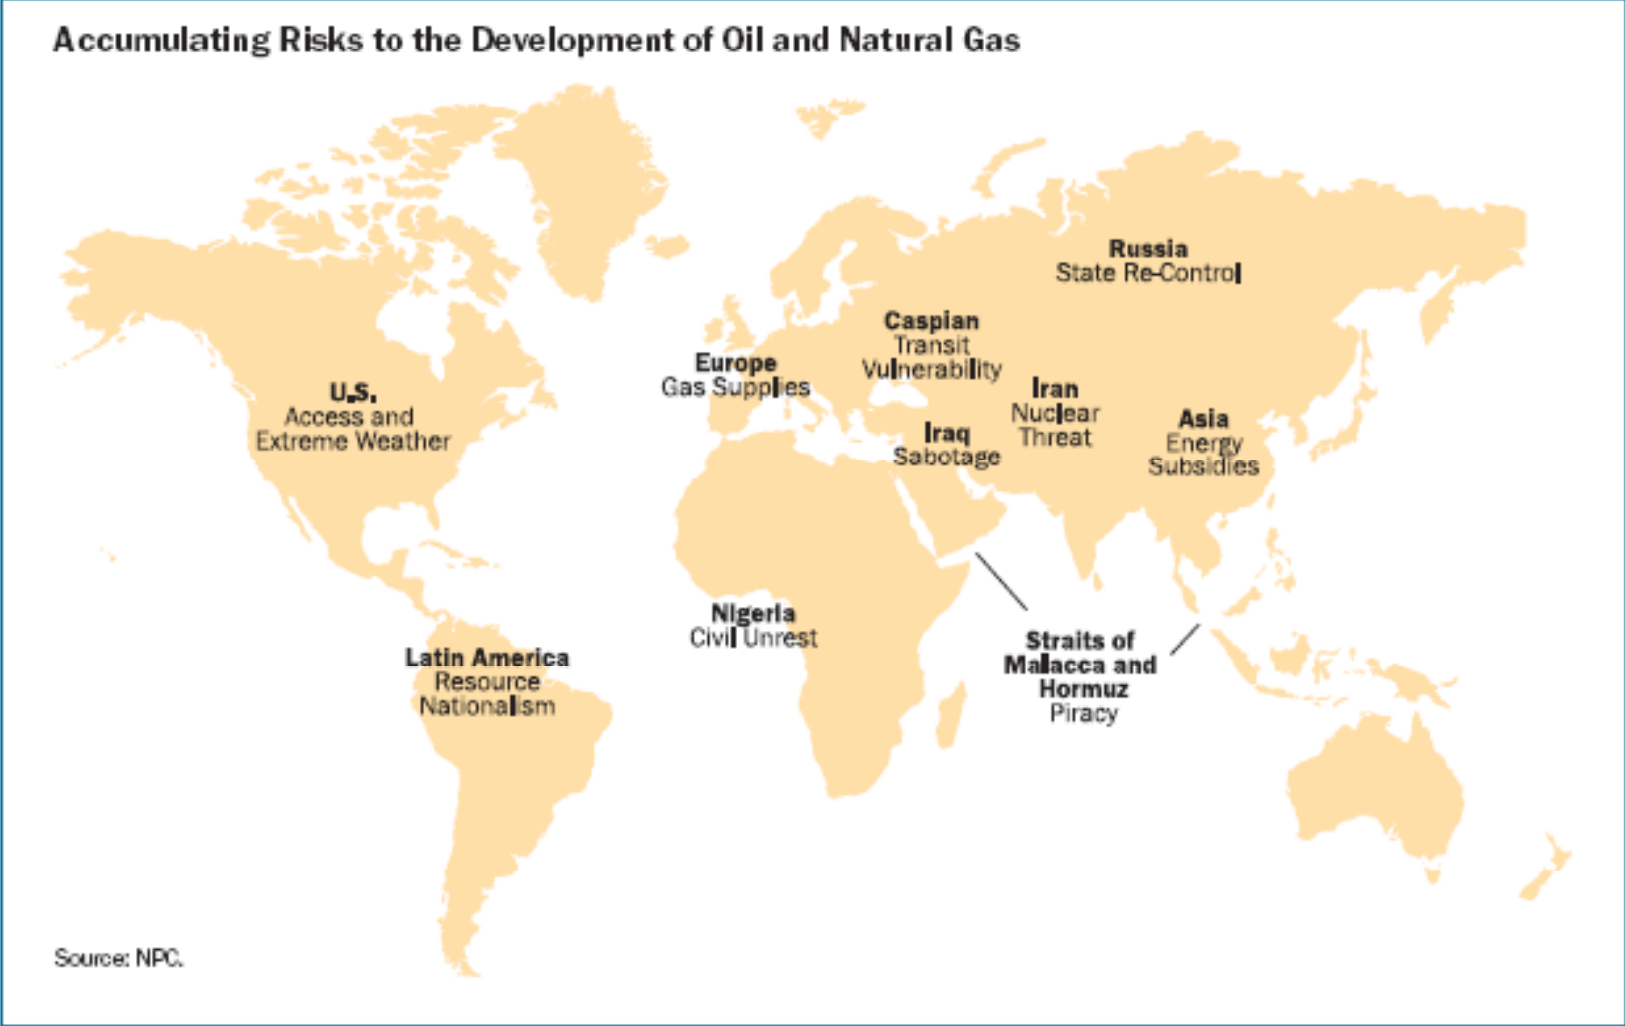 Accumulating Risks to the Development of Oil and Natural Gas
Russia
State Re-Control
Caspian
Transit
Vulnerability
Europe
Gas Supplies
Iran
Nuclear
Threat
U.S.
Access and
Extreme Weather
Asia
Energy
Subsidies
Iraq
Sabotage
Nigeria
Civil Unrest
Straits of
Malacca and
Hormuz
Piracy
Latin America
Resource
Nationalism
Source: NPC.